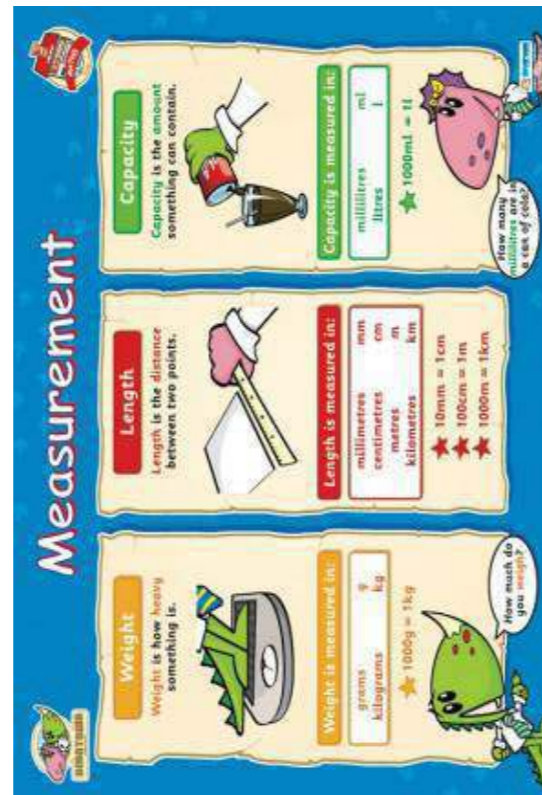 Measurement
Weight
Weight is how heavy
something is.
Weight is measured in:
grams g
kilograms kg
1000g = 1kg
How much do
you weigh?
Length
Length is the distance
between two points.
Length is measured in:
millimetres mm
centimetres cm
metres m
kilometres km
10mm = 1cm
100cm = 1m
1000m = 1km
Capacity
Capacity is the amount
something can contain.
Capacity is measured in:
millilitres ml
litres l
1000ml = 1l
How many
millilitres are in
a can of cola?